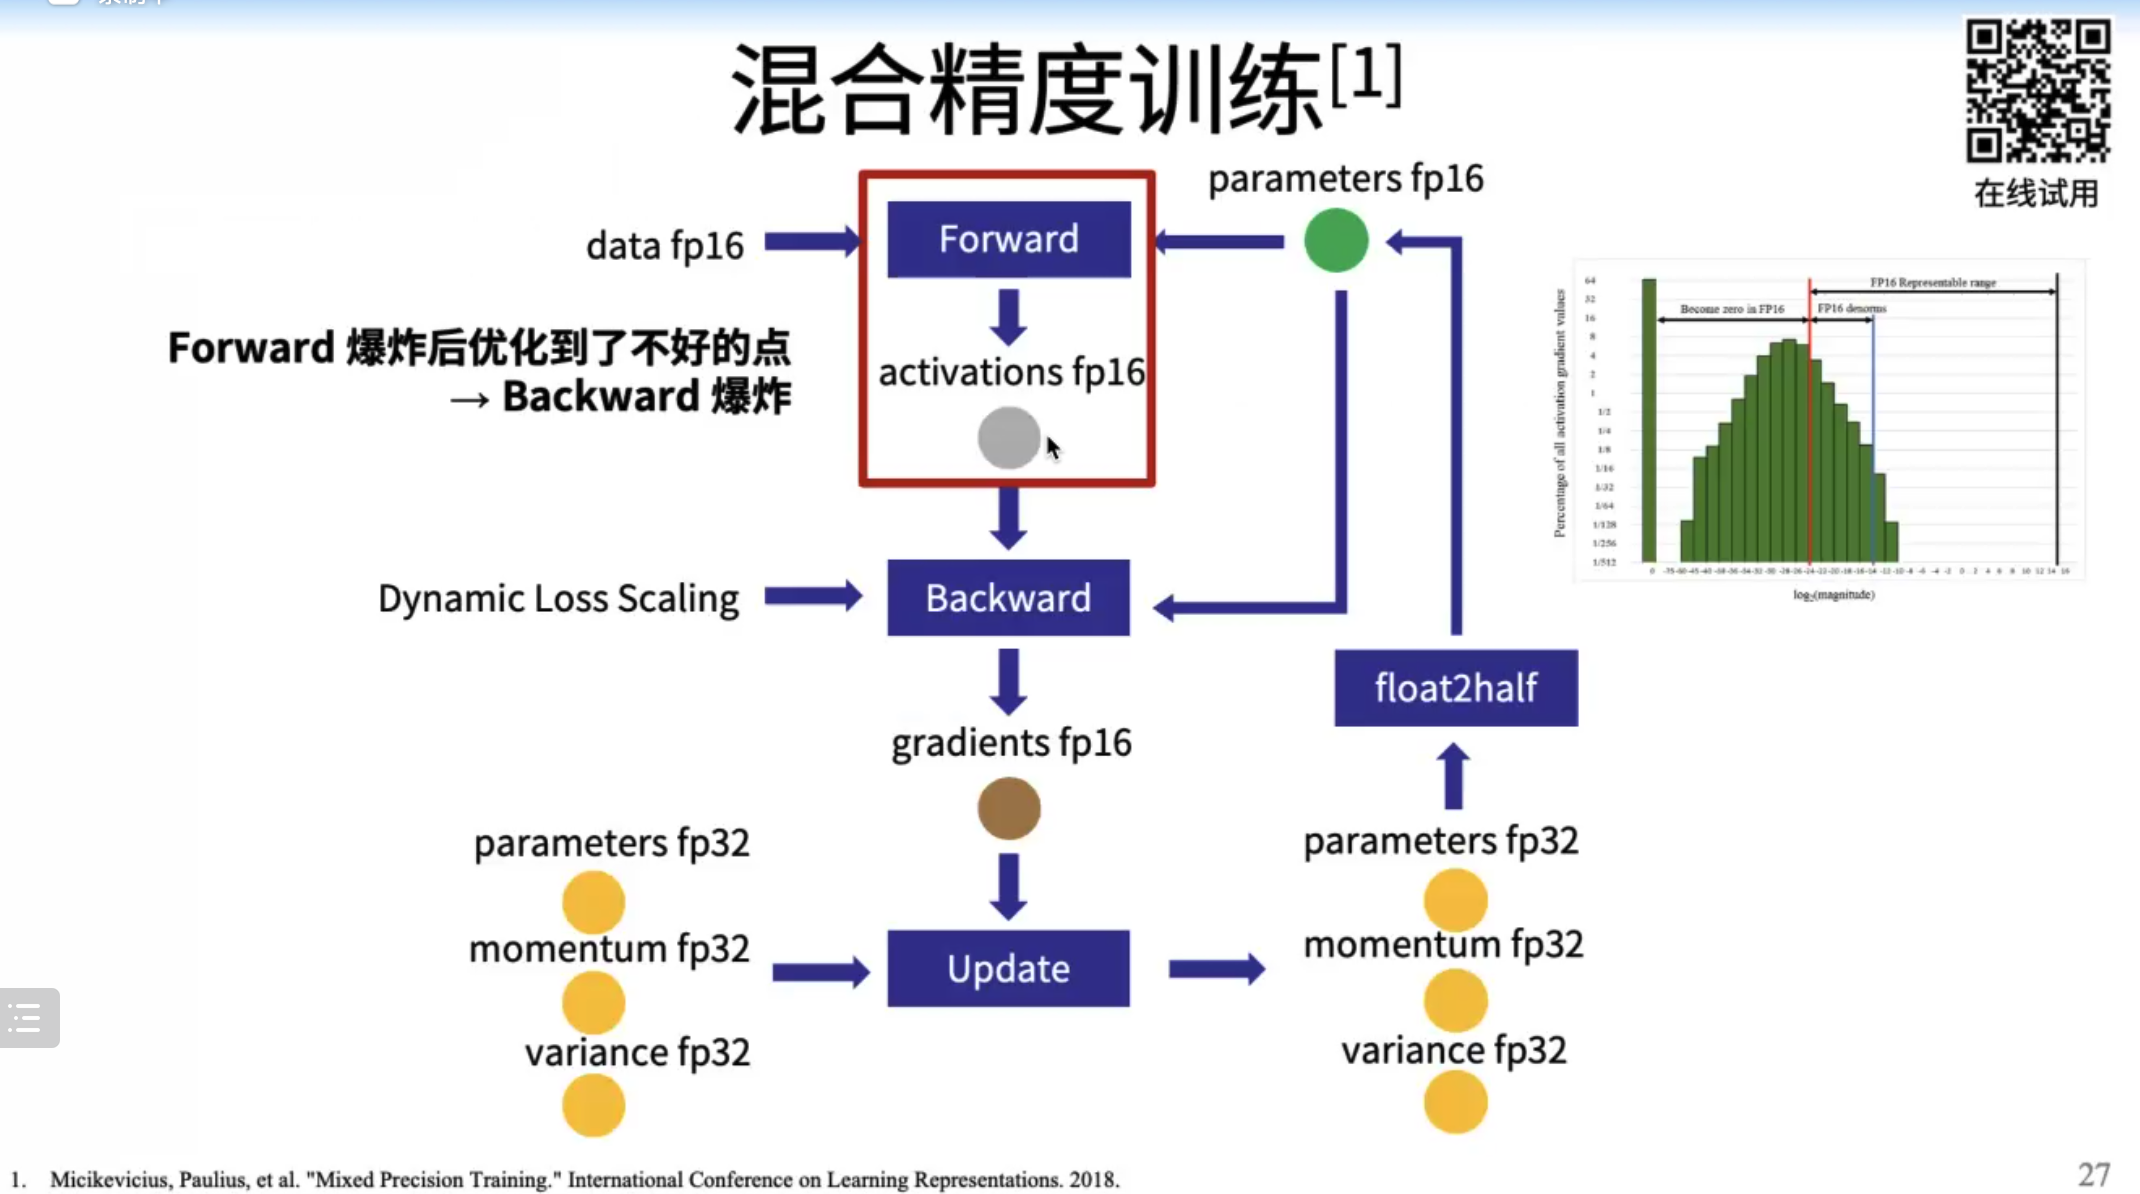 混合精度训练[1]
在线试用
parameters fp16
data fp16
Forward
Forward 爆炸后优化到了不好的点
→ Backward 爆炸
activations fp16
Dynamic Loss Scaling
Backward
float2half
gradients fp16
parameters fp32
momentum fp32
variance fp32
Update
parameters fp32
momentum fp32
variance fp32
FP16 Representable range
Become zero in FP16
FP16 denorms
Percentage of all activation gradient values
64
32
16
8
4
2
1
1/2
1/4
1/8
1/16
1/32
1/64
1/128
1/256
1/512
log₂(magnitude)
1. Micikevicius, Paulius, et al. "Mixed Precision Training." International Conference on Learning Representations. 2018.
27